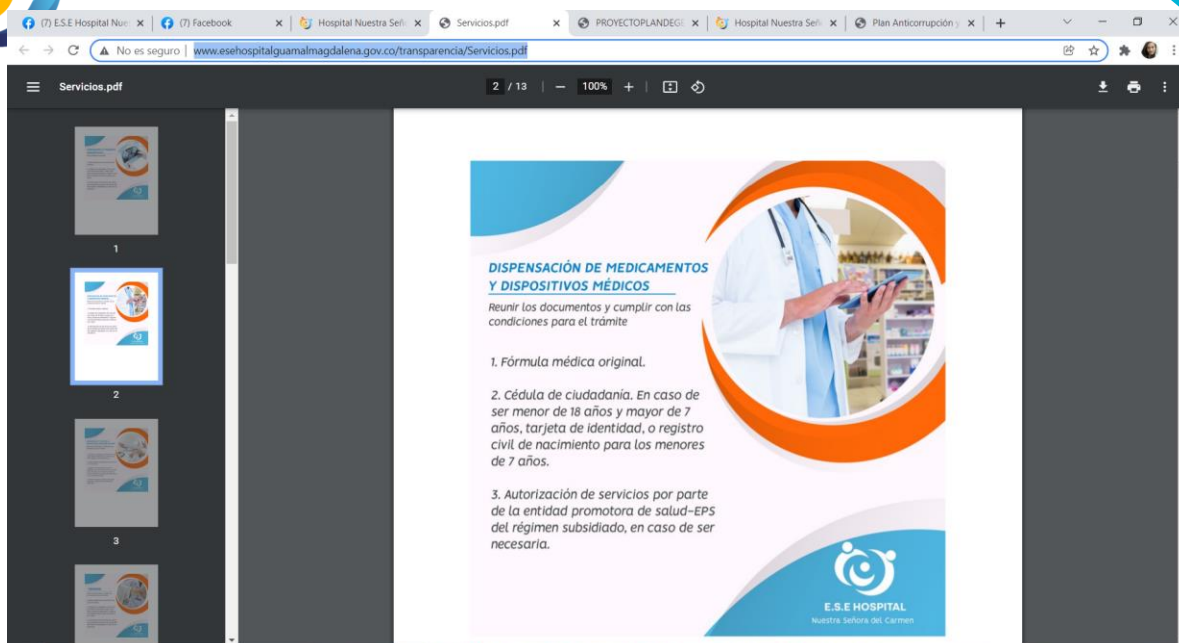 (7) E.S.E Hospital Nue
(7) Facebook
Hospital Nuestra Señ
Servicios.pdf
PROYECTOPLANDEG
Hospital Nuestra Señ
Plan Anticorrupción y
No es seguro | www.esehospitalguamalmagdalena.gov.co/transparencia/Servicios.pdf
Servicios.pdf
2 / 13
100%
1
2
3
DISPENSACIÓN DE MEDICAMENTOS
Y DISPOSITIVOS MÉDICOS
Reunir los documentos y cumplir con las
condiciones para el trámite
1. Fórmula médica original.
2. Cédula de ciudadanía. En caso de
ser menor de 18 años y mayor de 7
años, tarjeta de identidad, o registro
civil de nacimiento para los menores
de 7 años.
3. Autorización de servicios por parte
de la entidad promotora de salud-EPS
del régimen subsidiado, en caso de ser
necesaria.
E.S.E HOSPITAL
Nuestra Señora del Carmen